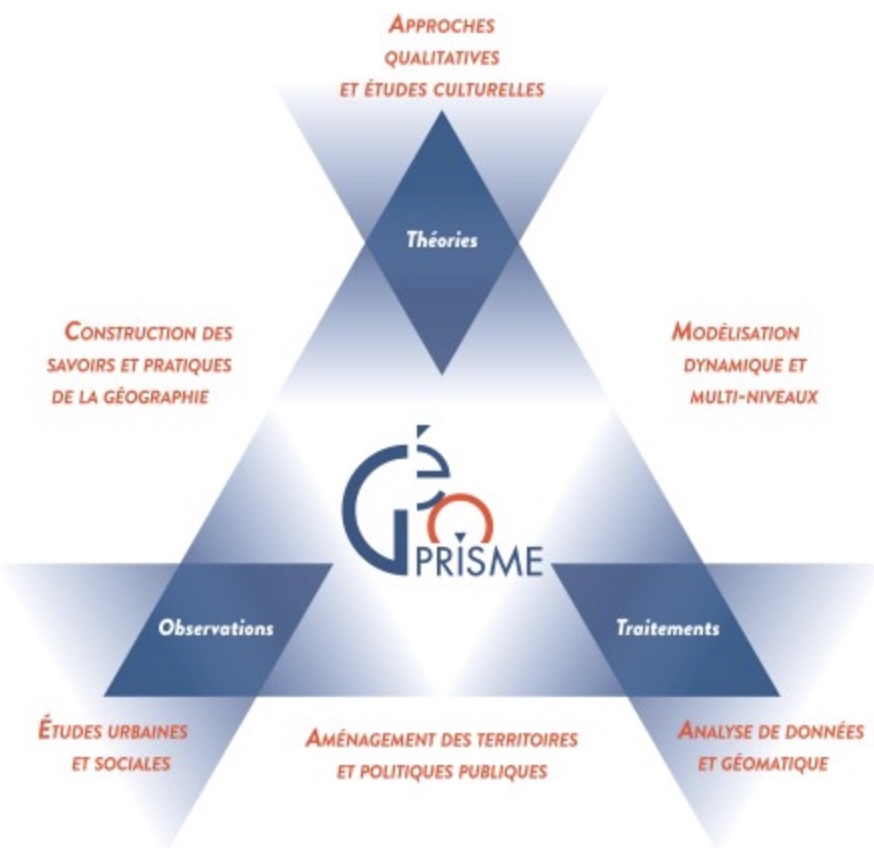 APPROCHES
QUALITATIVES
ET ÉTUDES CULTURELLES
Théories
CONSTRUCTION DES
SAVOIRS ET PRATIQUES
DE LA GÉOGRAPHIE
MODÉLISATION
DYNAMIQUE ET
MULTI-NIVEAUX
Géo
PRISME
Observations
Traitements
ÉTUDES URBAINES
ET SOCIALES
AMÉNAGEMENT DES TERRITOIRES
ET POLITIQUES PUBLIQUES
ANALYSE DE DONNÉES
ET GÉOMATIQUE